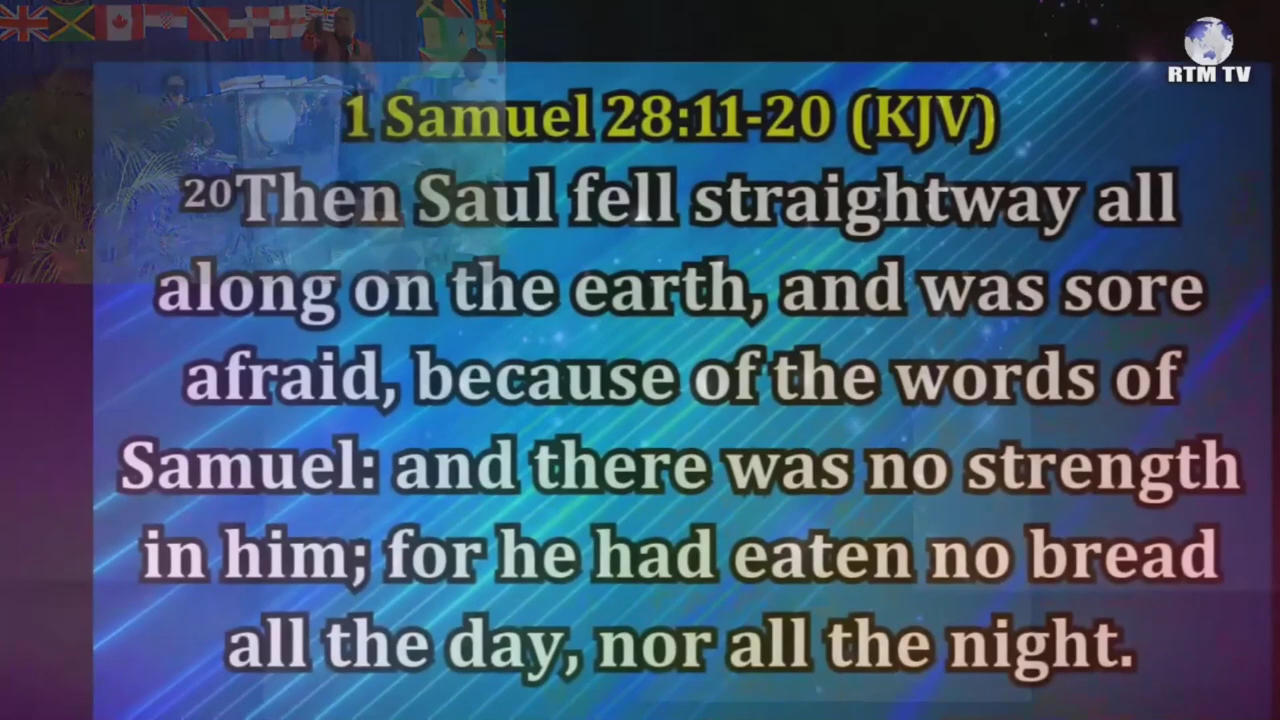 RTM TV
1 Samuel 28:11-20 (KJV)
20Then Saul fell straightway all
along on the earth, and was sore
afraid, because of the words of
Samuel: and there was no strength
in him; for he had eaten no bread
all the day, nor all the night.